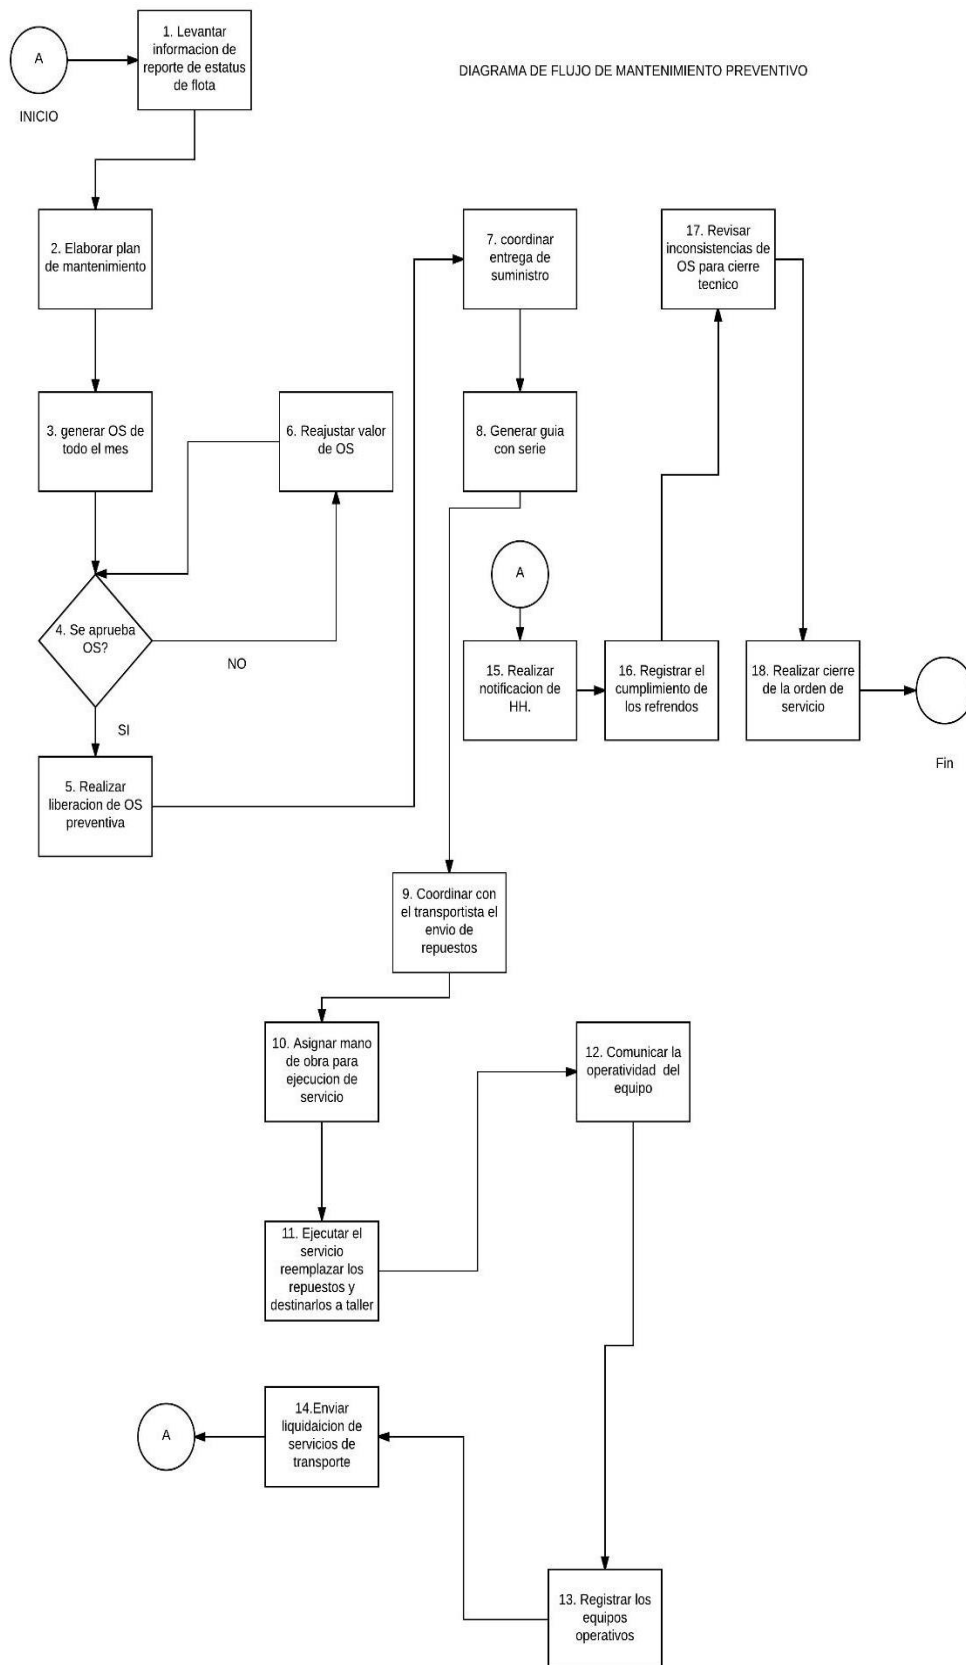 A
INICIO
1. Levantar
informacion de
reporte de estatus
de flota
DIAGRAMA DE FLUJO DE MANTENIMIENTO PREVENTIVO
2. Elaborar plan
de mantenimiento
3. generar OS de
todo el mes
4. Se aprueba
OS?
NO
SI
5. Realizar
liberacion de OS
preventiva
6. Reajustar valor
de OS
7. coordinar
entrega de
suministro
8. Generar guia
con serie
9. Coordinar con
el transportista el
envio de
repuestos
10. Asignar mano
de obra para
ejecucion de
servicio
11. Ejecutar el
servicio
reemplazar los
repuestos y
destinarlos a taller
12. Comunicar la
operatividad del
equipo
13. Registrar los
equipos
operativos
14.Enviar
liquidaicion de
servicios de
transporte
A
A
15. Realizar
notificacion de
HH.
16. Registrar el
cumplimiento de
los refrendos
17. Revisar
inconsistencias de
OS para cierre
tecnico
18. Realizar cierre
de la orden de
servicio
Fin